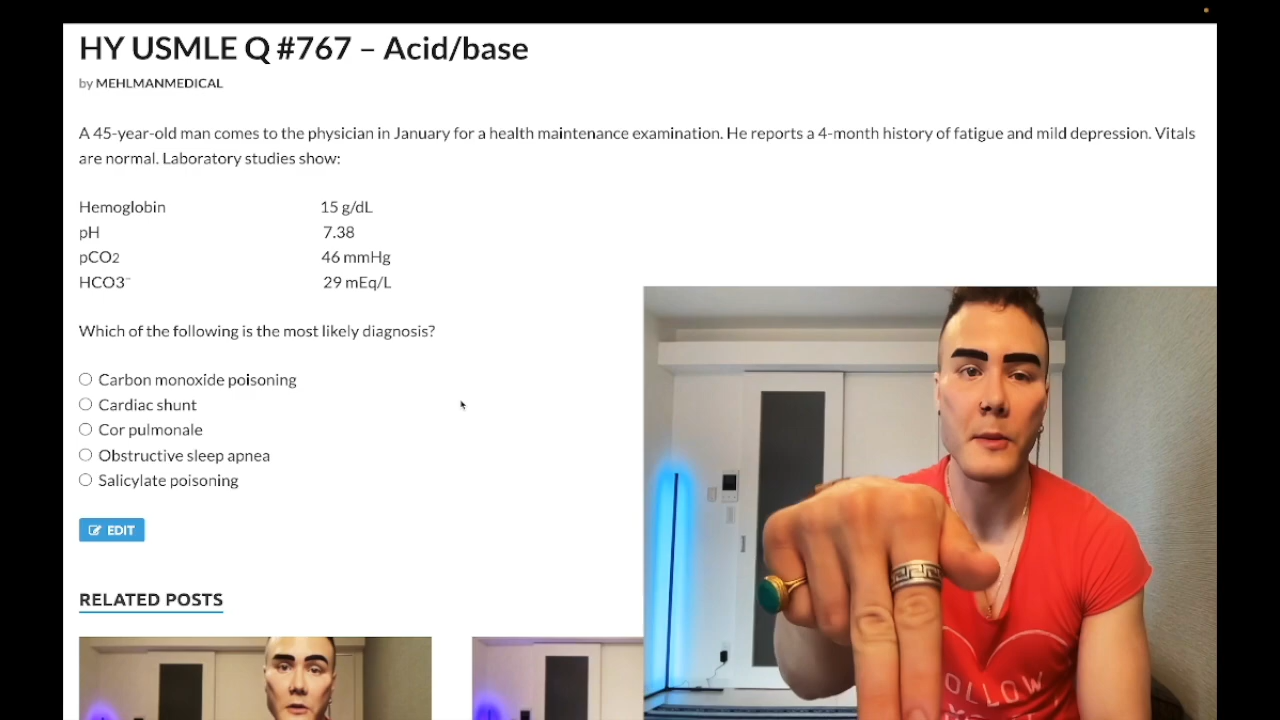 HY USMLE Q #767 – Acid/base
by MEHLMANMEDICAL
A 45-year-old man comes to the physician in January for a health maintenance examination. He reports a 4-month history of fatigue and mild depression. Vitals
are normal. Laboratory studies show:
Hemoglobin 15 g/dL
pH 7.38
pCO2 46 mmHg
HCO3⁻ 29 mEq/L
Which of the following is the most likely diagnosis?
Carbon monoxide poisoning
Cardiac shunt
Cor pulmonale
Obstructive sleep apnea
Salicylate poisoning
EDIT
RELATED POSTS
OLLOW